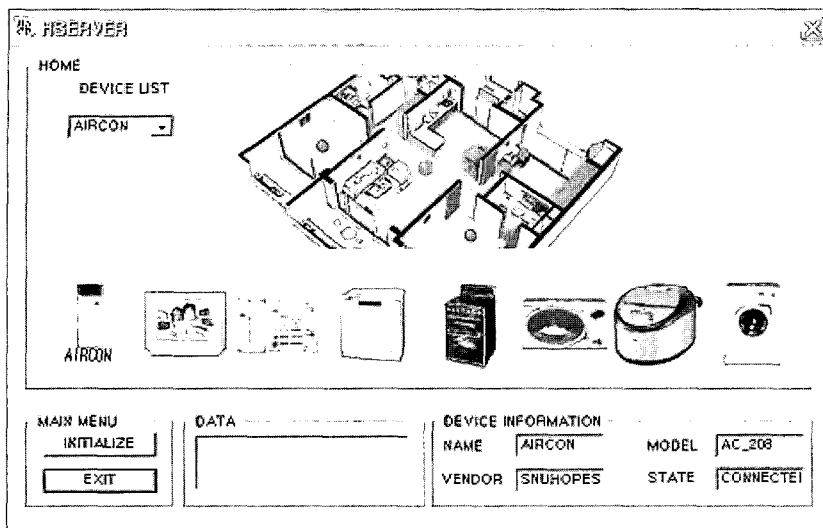 HSERVER
HOME
DEVICE LIST
AIRCON
AIRCON
MAIN MENU
INITIALIZE
EXIT
DATA
DEVICE INFORMATION
NAME AIRCON MODEL AC_208
VENDOR SNUHOPES STATE CONNECTEI